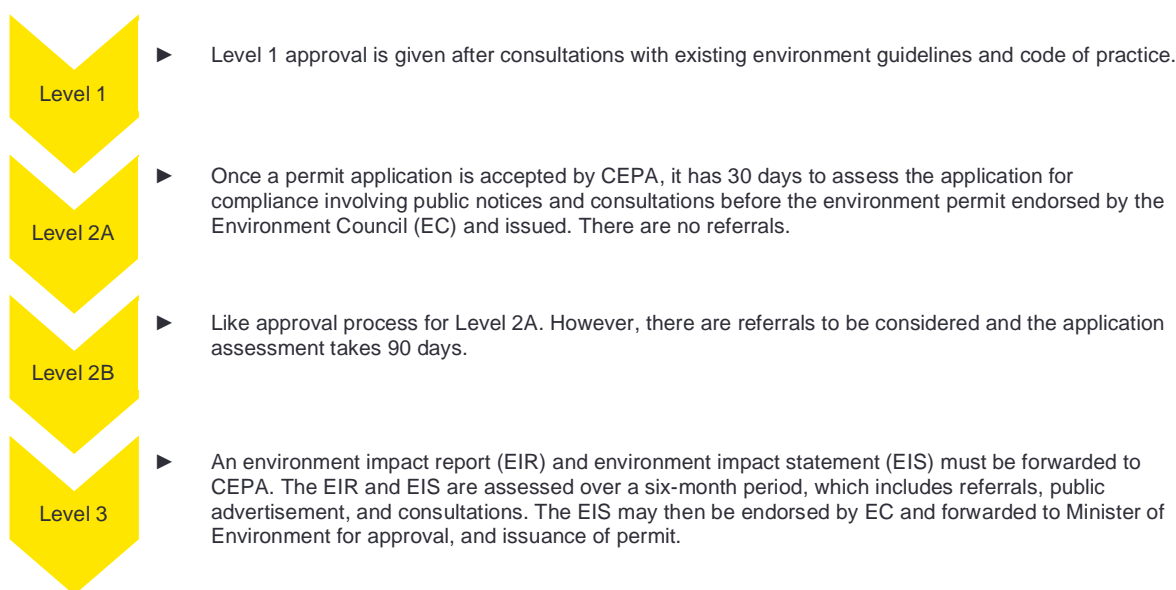 Level 1
► Level 1 approval is given after consultations with existing environment guidelines and code of practice.
Level 2A
► Once a permit application is accepted by CEPA, it has 30 days to assess the application for
compliance involving public notices and consultations before the environment permit endorsed by the
Environment Council (EC) and issued. There are no referrals.
Level 2B
► Like approval process for Level 2A. However, there are referrals to be considered and the application
assessment takes 90 days.
Level 3
► An environment impact report (EIR) and environment impact statement (EIS) must be forwarded to
CEPA. The EIR and EIS are assessed over a six-month period, which includes referrals, public
advertisement, and consultations. The EIS may then be endorsed by EC and forwarded to Minister of
Environment for approval, and issuance of permit.